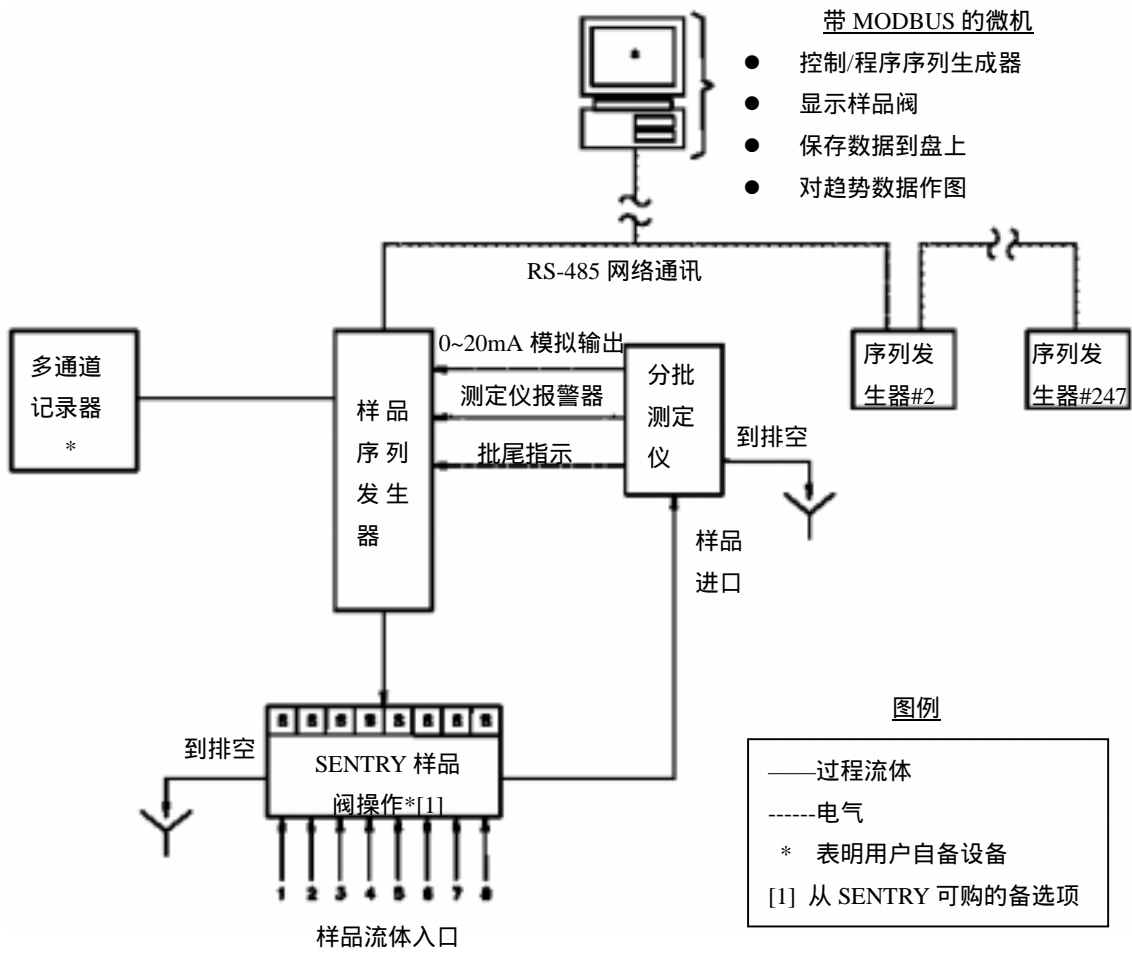 带 MODBUS 的微机
● 控制/程序序列生成器
● 显示样品阀
● 保存数据到盘上
● 对趋势数据作图
RS-485 网络通讯
多通道
记录器
*
样 品
序 列
发 生
器
0~20mA 模拟输出
测定仪报警器
批尾指示
分批
测定
仪
到排空
序列发
生器#2
序列发
生器#247
样品
进口
到排空
S S S S S S S S
SENTRY 样品
阀操作*[1]
1 2 3 4 5 6 7 8
样品流体入口
图例
——过程流体
------电气
* 表明用户自备设备
[1] 从 SENTRY 可购的备选项